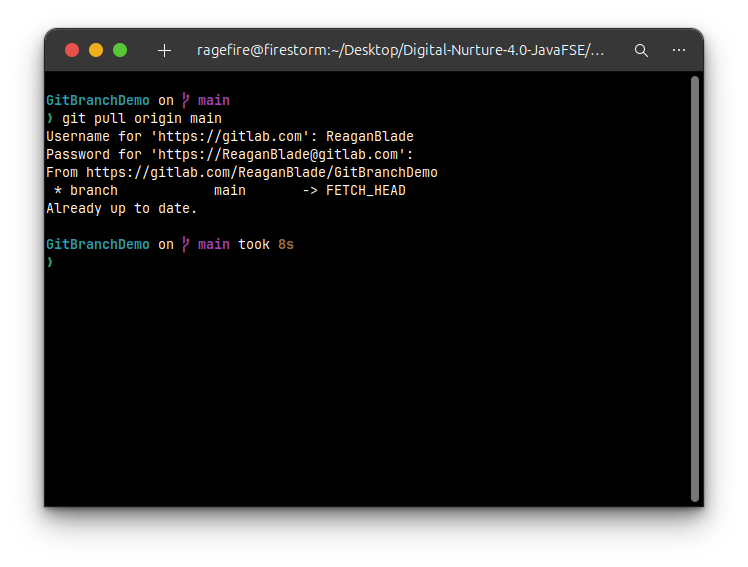 ragefire@firestorm:~/Desktop/Digital-Nurture-4.0-JavaFSE/...
GitBranchDemo on main
❯ git pull origin main
Username for 'https://gitlab.com': ReaganBlade
Password for 'https://ReaganBlade@gitlab.com':
From https://gitlab.com/ReaganBlade/GitBranchDemo
 * branch            main       -> FETCH_HEAD
Already up to date.
GitBranchDemo on main took 8s
❯